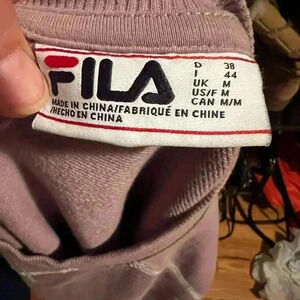 FILA
MADE IN CHINA/FABRIQUÉ EN CHINE
/HECHO EN CHINA
D 38
I 44
UK M
US/F M
CAN M/M